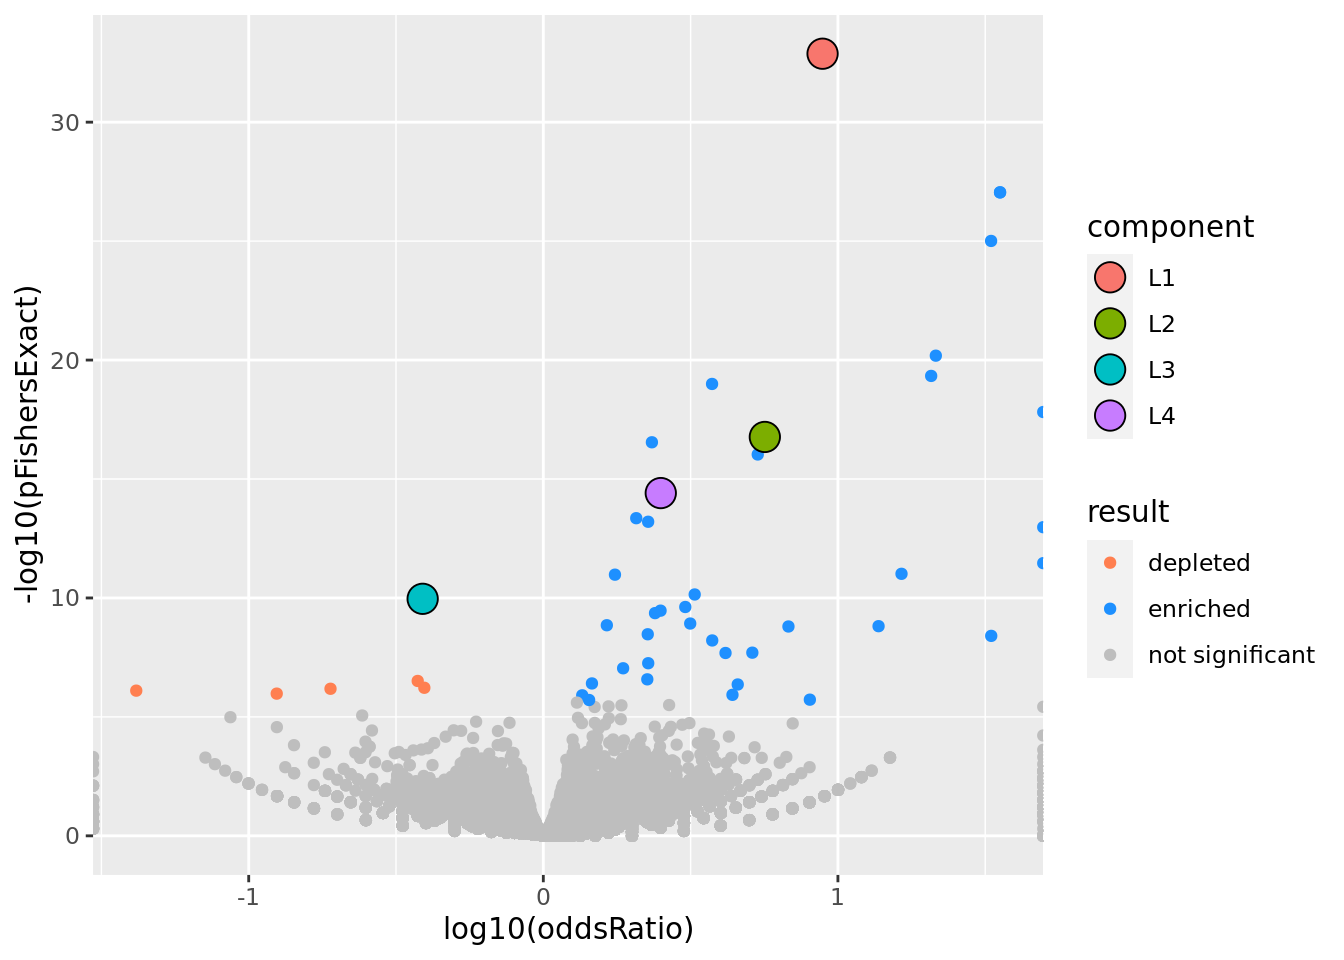 -log10(pFishersExact)
30
20
10
0
-1
0
1
log10(oddsRatio)
component
L1
L2
L3
L4
result
depleted
enriched
not significant